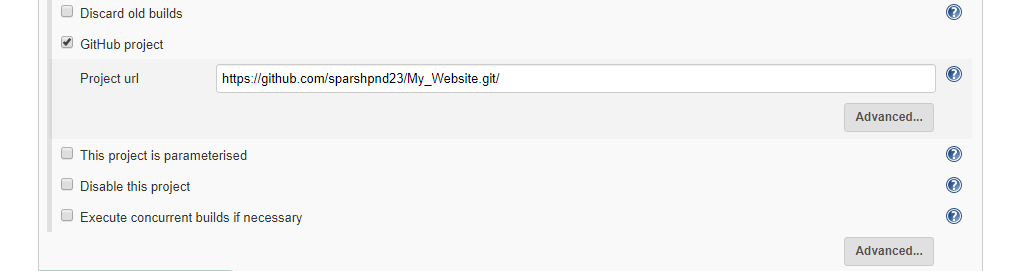 Discard old builds
GitHub project
Project url https://github.com/sparshpnd23/My_Website.git/
Advanced...
This project is parameterised
Disable this project
Execute concurrent builds if necessary
Advanced...